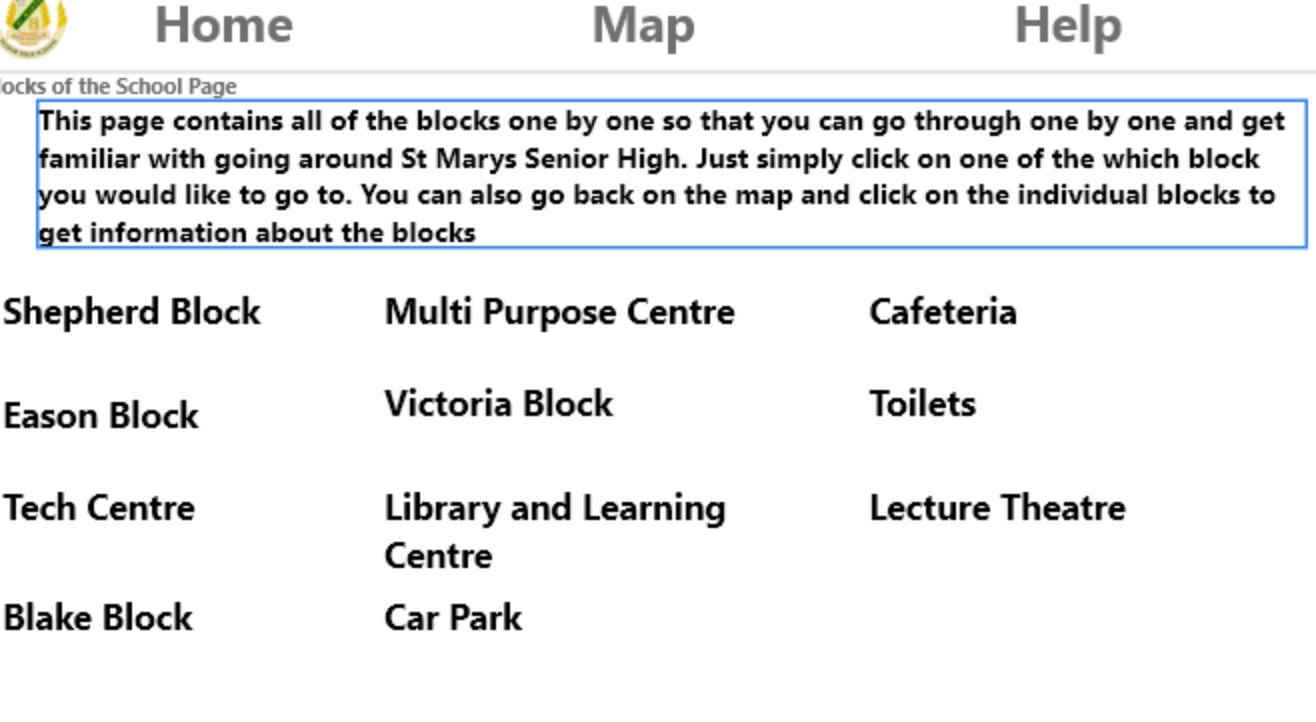 Home Map Help
locks of the School Page
This page contains all of the blocks one by one so that you can go through one by one and get
familiar with going around St Marys Senior High. Just simply click on one of the which block
you would like to go to. You can also go back on the map and click on the individual blocks to
get information about the blocks
Shepherd Block Multi Purpose Centre Cafeteria
Eason Block Victoria Block Toilets
Tech Centre Library and Learning Lecture Theatre
Centre
Blake Block Car Park